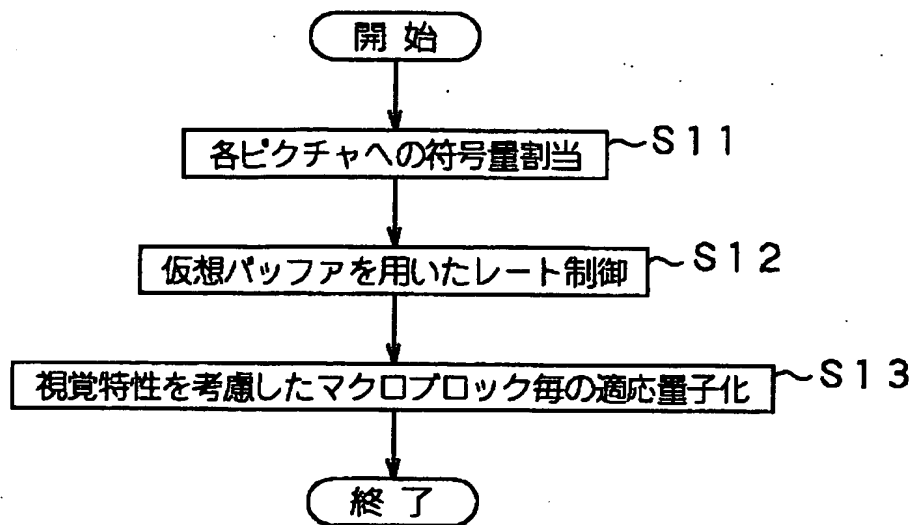 開始
各ピクチャへの符号量割当 ～S11
仮想バッファを用いたレート制御 ～S12
視覚特性を考慮したマクロブロック毎の適応量子化 ～S13
終了